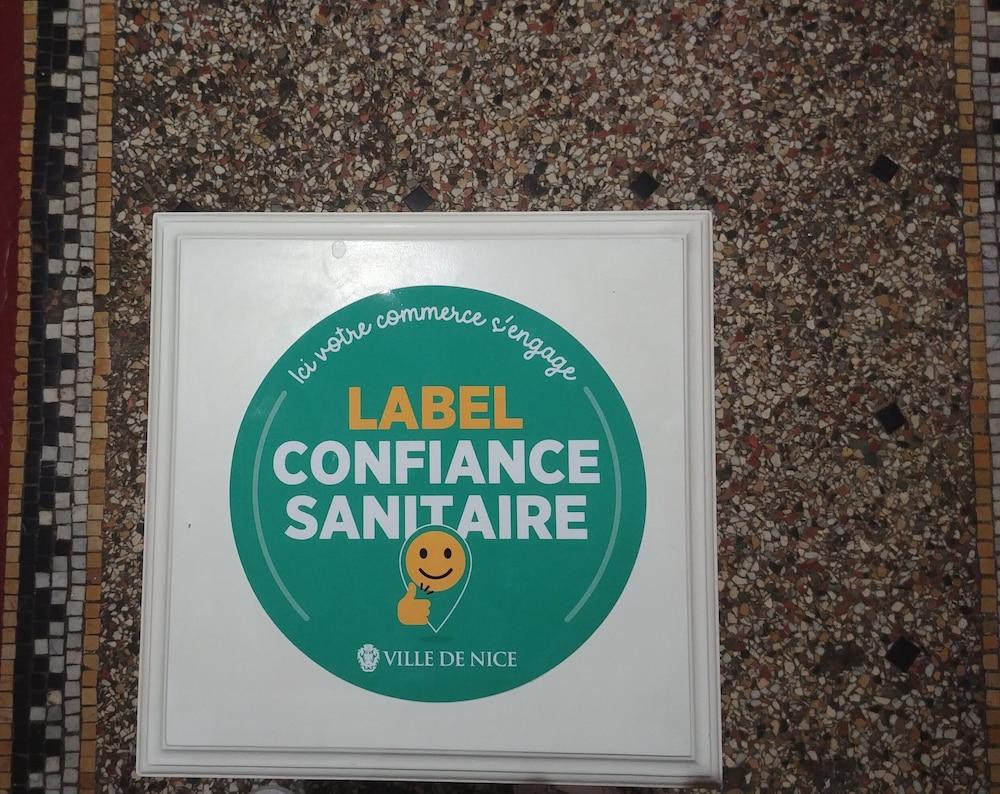 Ici votre commerce s'engage
LABEL
CONFIANCE
SANITAIRE
VILLE DE NICE